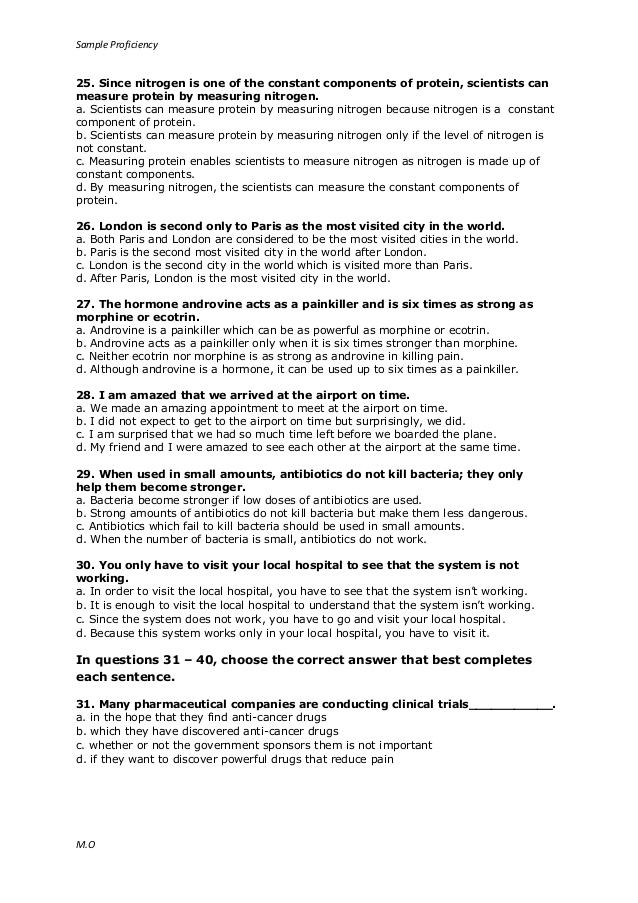 Sample Proficiency
25. Since nitrogen is one of the constant components of protein, scientists can
measure protein by measuring nitrogen.
a. Scientists can measure protein by measuring nitrogen because nitrogen is a  constant
component of protein.
b. Scientists can measure protein by measuring nitrogen only if the level of nitrogen is
not constant.
c. Measuring protein enables scientists to measure nitrogen as nitrogen is made up of
constant components.
d. By measuring nitrogen, the scientists can measure the constant components of
protein.
26. London is second only to Paris as the most visited city in the world.
a. Both Paris and London are considered to be the most visited cities in the world.
b. Paris is the second most visited city in the world after London.
c. London is the second city in the world which is visited more than Paris.
d. After Paris, London is the most visited city in the world.
27. The hormone androvine acts as a painkiller and is six times as strong as
morphine or ecotrin.
a. Androvine is a painkiller which can be as powerful as morphine or ecotrin.
b. Androvine acts as a painkiller only when it is six times stronger than morphine.
c. Neither ecotrin nor morphine is as strong as androvine in killing pain.
d. Although androvine is a hormone, it can be used up to six times as a painkiller.
28. I am amazed that we arrived at the airport on time.
a. We made an amazing appointment to meet at the airport on time.
b. I did not expect to get to the airport on time but surprisingly, we did.
c. I am surprised that we had so much time left before we boarded the plane.
d. My friend and I were amazed to see each other at the airport at the same time.
29. When used in small amounts, antibiotics do not kill bacteria; they only
help them become stronger.
a. Bacteria become stronger if low doses of antibiotics are used.
b. Strong amounts of antibiotics do not kill bacteria but make them less dangerous.
c. Antibiotics which fail to kill bacteria should be used in small amounts.
d. When the number of bacteria is small, antibiotics do not work.
30. You only have to visit your local hospital to see that the system is not
working.
a. In order to visit the local hospital, you have to see that the system isn’t working.
b. It is enough to visit the local hospital to understand that the system isn’t working.
c. Since the system does not work, you have to go and visit your local hospital.
d. Because this system works only in your local hospital, you have to visit it.
In questions 31 – 40, choose the correct answer that best completes
each sentence.
31. Many pharmaceutical companies are conducting clinical trials___________.
a. in the hope that they find anti-cancer drugs
b. which they have discovered anti-cancer drugs
c. whether or not the government sponsors them is not important
d. if they want to discover powerful drugs that reduce pain
M.O